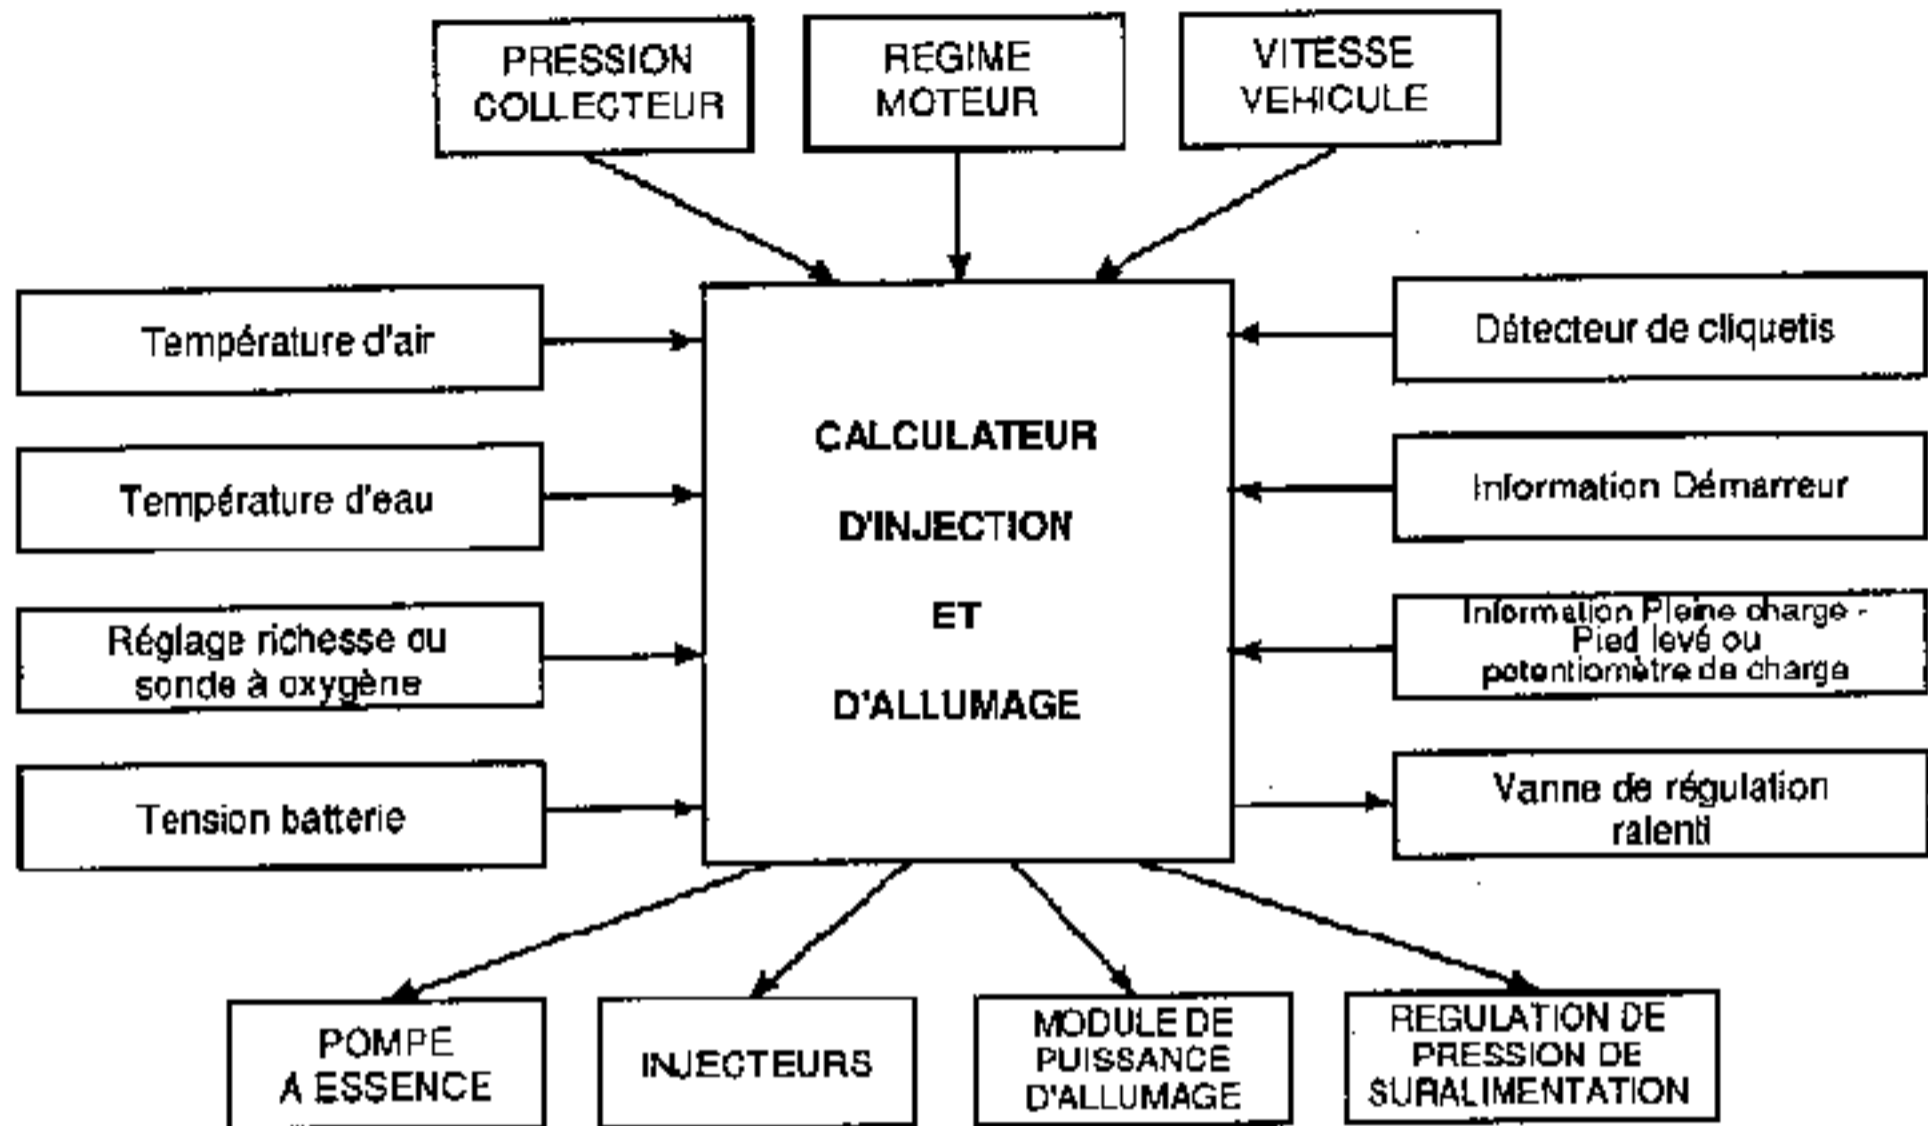 PRESSION
COLLECTEUR
REGIME
MOTEUR
VITESSE
VEHICULE
Température d'air
Température d'eau
Réglage richesse ou
sonde à oxygène
Tension batterie
CALCULATEUR
D'INJECTION
ET
D'ALLUMAGE
Détecteur de cliquetis
Information Démarreur
Information Pleine charge -
Pied levé ou
potentiomètre de charge
Vanne de régulation
ralenti
POMPE
A ESSENCE
INJECTEURS
MODULE DE
PUISSANCE
D'ALLUMAGE
REGULATION DE
PRESSION DE
SURALIMENTATION